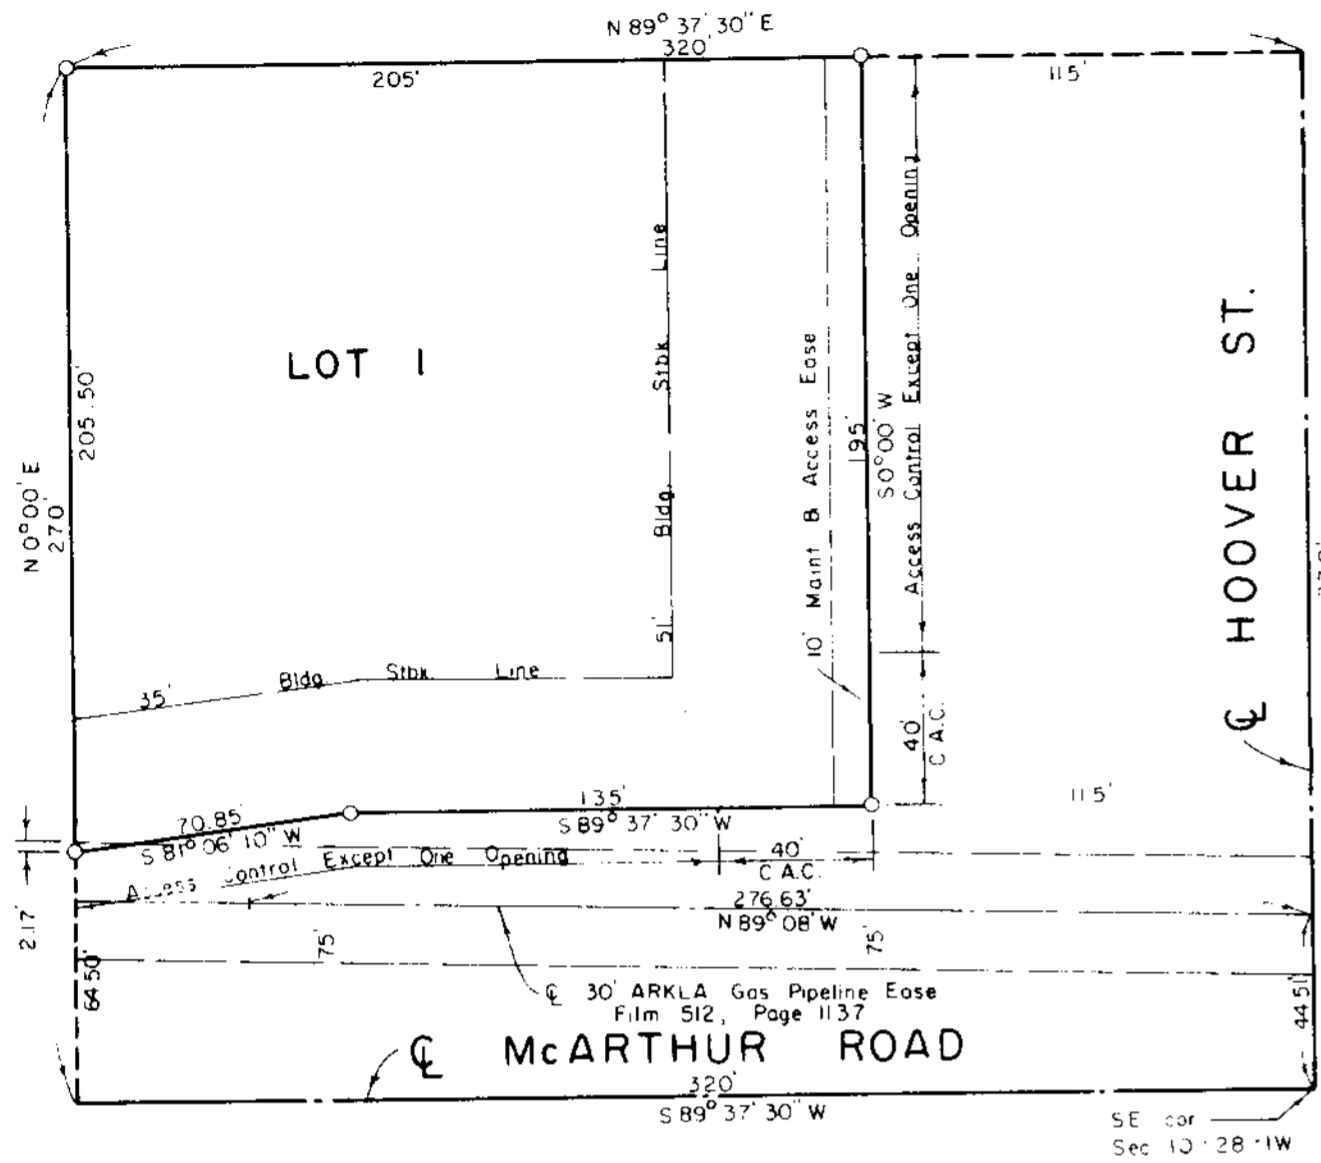 N 89° 37' 30" E
320'
205'
115'
LOT 1
205.50'
N 0° 00' E
270'
Bldg. Stbk. Line
51'
10' Maint & Access Ease
195'
S 0° 00' W
Access Control Except One Opening
40'
C.A.C.
℄ HOOVER ST.
35'
Bldg. Stbk. Line
70.85'
S 81° 06' 10" W
135'
S 89° 37' 30" W
115'
Access Control Except One Opening
40'
C.A.C.
276.63'
N 89° 08' W
2.17'
64.50'
75'
75'
44.51'
℄ 30' ARKLA Gas Pipeline Ease
Film 512, Page 1137
℄ McARTHUR ROAD
320'
S 89° 37' 30" W
SE cor
Sec 10-28-1W